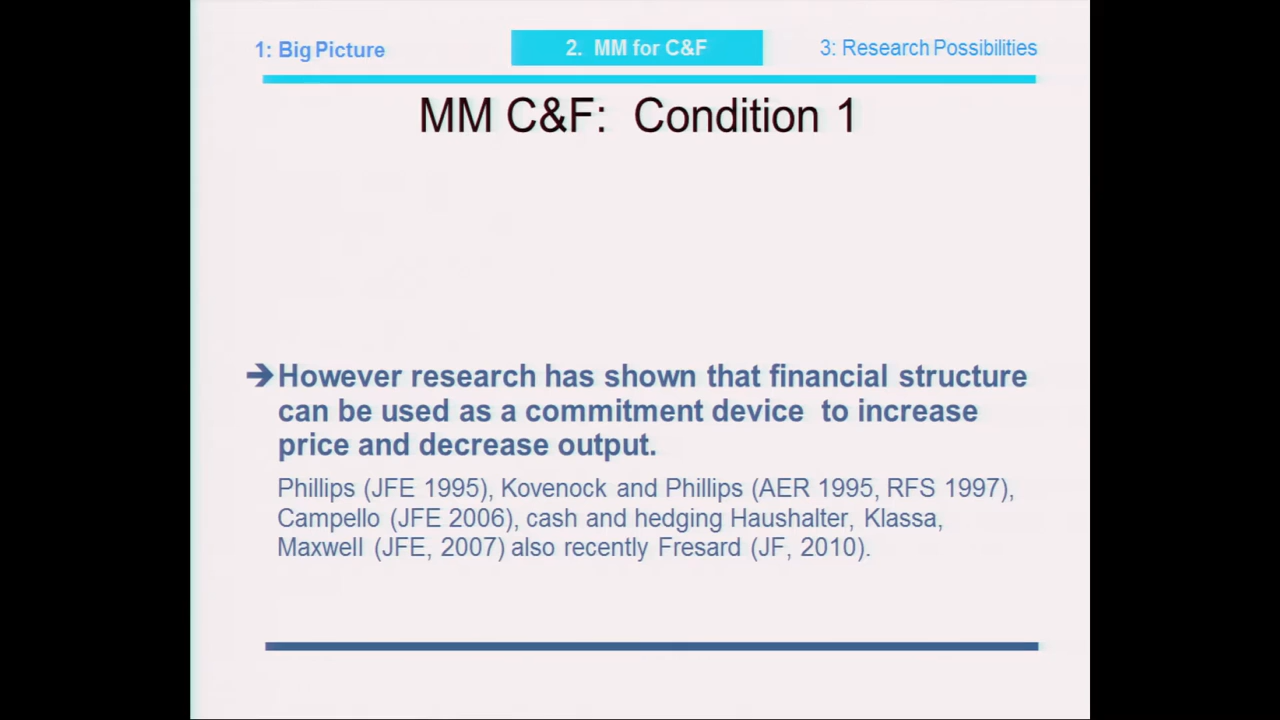 1: Big Picture
2. MM for C&F
3: Research Possibilities
MM C&F: Condition 1
➔ However research has shown that financial structure
can be used as a commitment device to increase
price and decrease output.
Phillips (JFE 1995), Kovenock and Phillips (AER 1995, RFS 1997),
Campello (JFE 2006), cash and hedging Haushalter, Klassa,
Maxwell (JFE, 2007) also recently Fresard (JF, 2010).